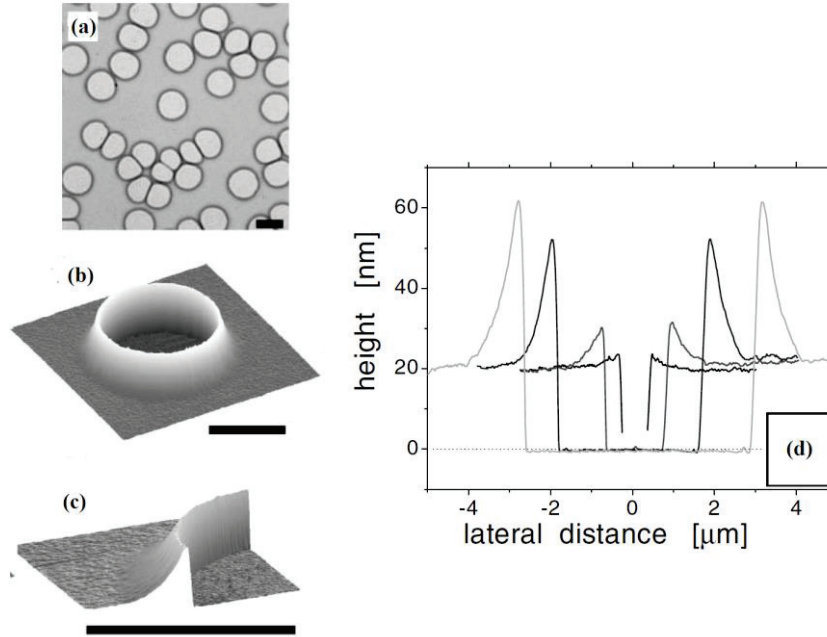 (a)
(b)
(c)
60
40
20
0
height [nm]
-4 -2 0 2 4
lateral distance [μm]
(d)